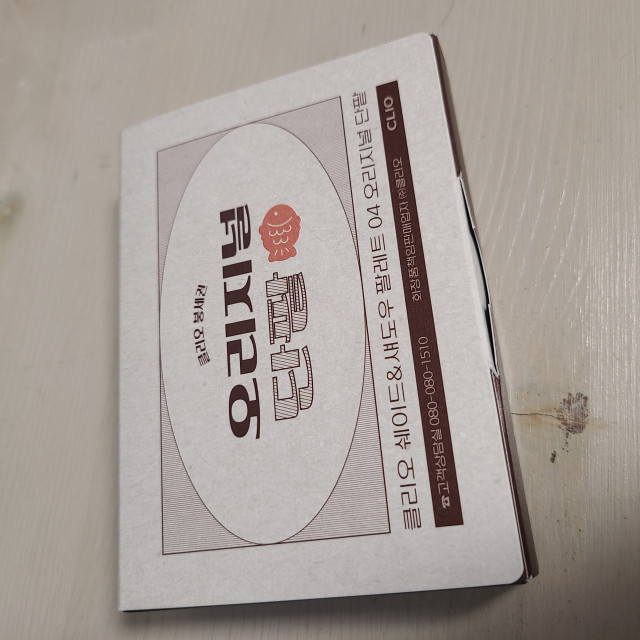 클리오 붕세권
오리지널
단팥
클리오 쉐이드&섀도우 팔레트 04 오리지널 단팥
☎고객상담실 080-080-1510 화장품책임판매업자 ㈜클리오 CLIO